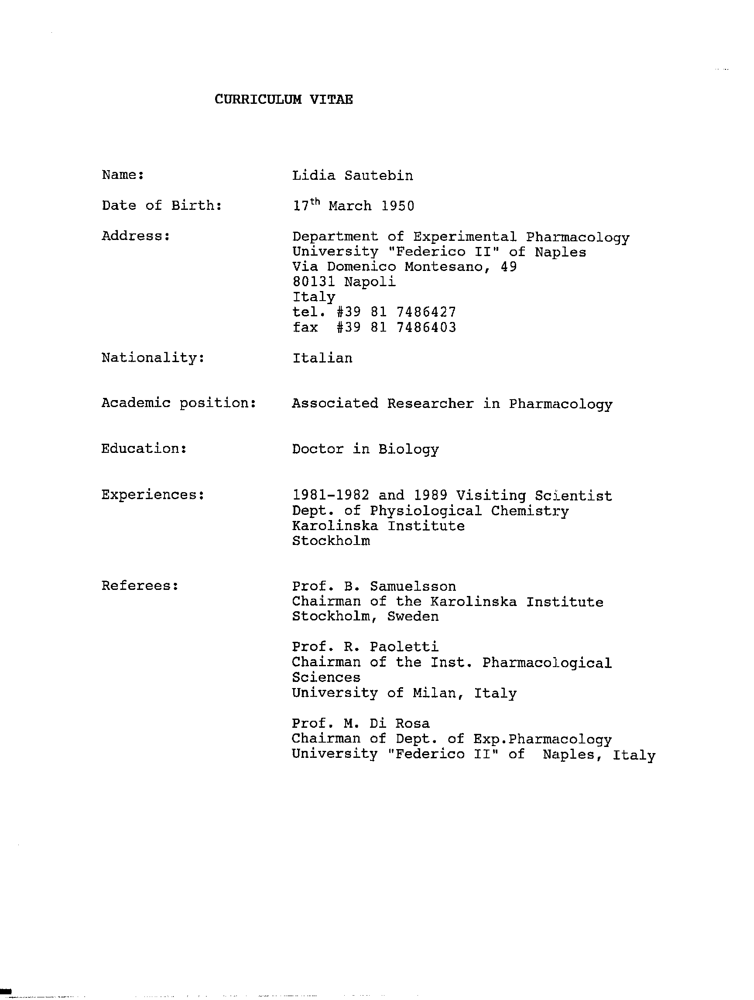 CURRICULUM VITAE
Name: Lidia Sautebin
Date of Birth: 17th March 1950
Address: Department of Experimental Pharmacology
University "Federico II" of Naples
Via Domenico Montesano, 49
80131 Napoli
Italy
tel. #39 81 7486427
fax #39 81 7486403
Nationality: Italian
Academic position: Associated Researcher in Pharmacology
Education: Doctor in Biology
Experiences: 1981-1982 and 1989 Visiting Scientist
Dept. of Physiological Chemistry
Karolinska Institute
Stockholm
Referees: Prof. B. Samuelsson
Chairman of the Karolinska Institute
Stockholm, Sweden
Prof. R. Paoletti
Chairman of the Inst. Pharmacological
Sciences
University of Milan, Italy
Prof. M. Di Rosa
Chairman of Dept. of Exp.Pharmacology
University "Federico II" of Naples, Italy